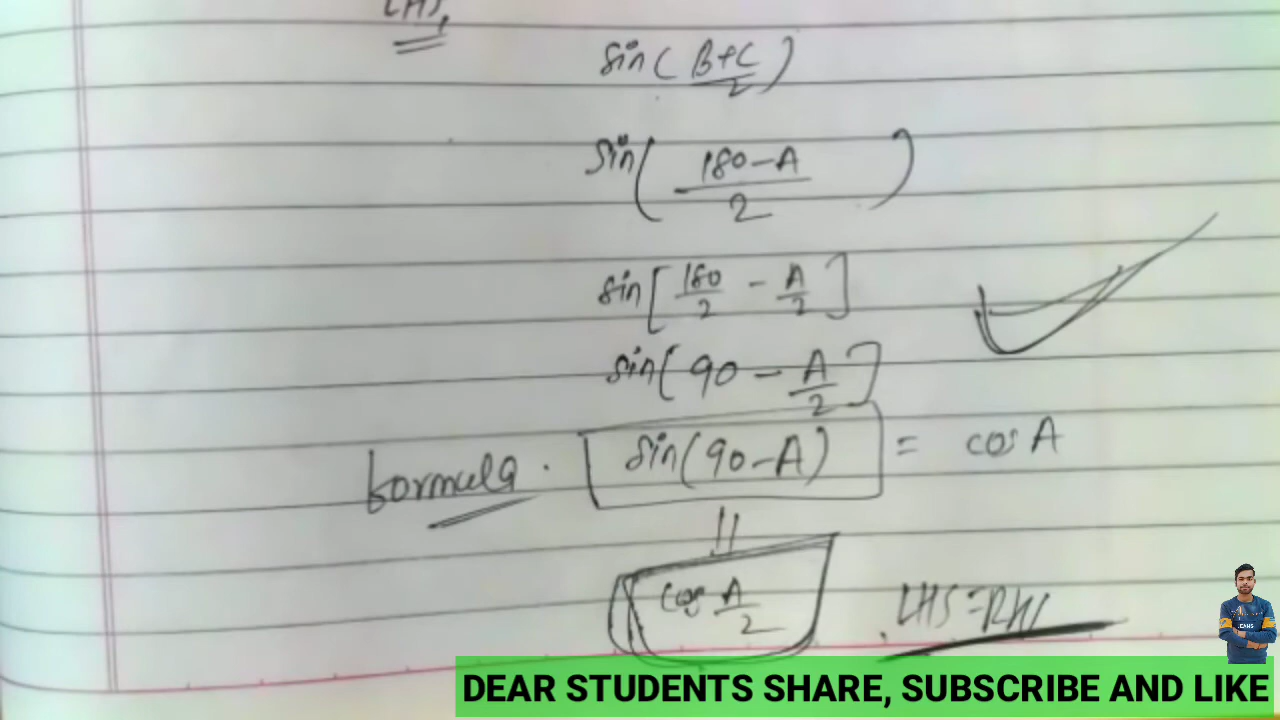 LHS,
sin(B+C/2)
sin(180-A/2)
sin[180/2 - A/2]
sin[90 - A/2]
formula. sin(90-A) = cos A
||
cos A/2
LHS=RHS
DEAR STUDENTS SHARE, SUBSCRIBE AND LIKE